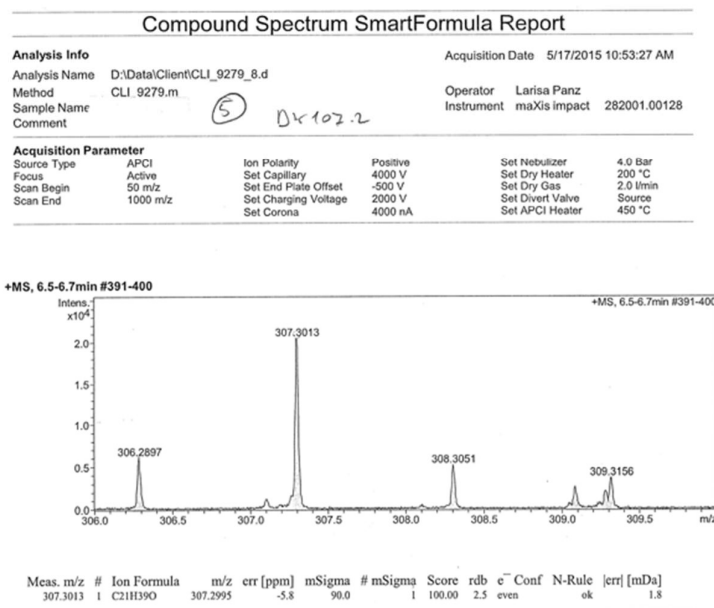 Compound Spectrum SmartFormula Report
Analysis Info
Acquisition Date 5/17/2015 10:53:27 AM
Analysis Name D:\Data\Client\CLI_9279_8.d
Method CLI_9279.m
Operator Larisa Panz
Sample Name
Instrument maXis impact 282001.00128
Comment
5
DK107.2
Acquisition Parameter
Source Type APCI Ion Polarity Positive Set Nebulizer 4.0 Bar
Focus Active Set Capillary 4000 V Set Dry Heater 200 °C
Scan Begin 50 m/z Set End Plate Offset -500 V Set Dry Gas 2.0 l/min
Scan End 1000 m/z Set Charging Voltage 2000 V Set Divert Valve Source
Set Corona 4000 nA Set APCI Heater 450 °C
+MS, 6.5-6.7min #391-400
Intens.
x10⁴
+MS, 6.5-6.7min #391-400
307.3013
2.0
1.5
1.0
306.2897
308.3051
0.5
309.3156
0.0
306.0 306.5 307.0 307.5 308.0 308.5 309.0 309.5 m/z
Meas. m/z # Ion Formula m/z err [ppm] mSigma # mSigma Score rdb e⁻ Conf N-Rule |err| [mDa]
307.3013 1 C21H39O 307.2995 -5.8 90.0 1 100.00 2.5 even ok 1.8